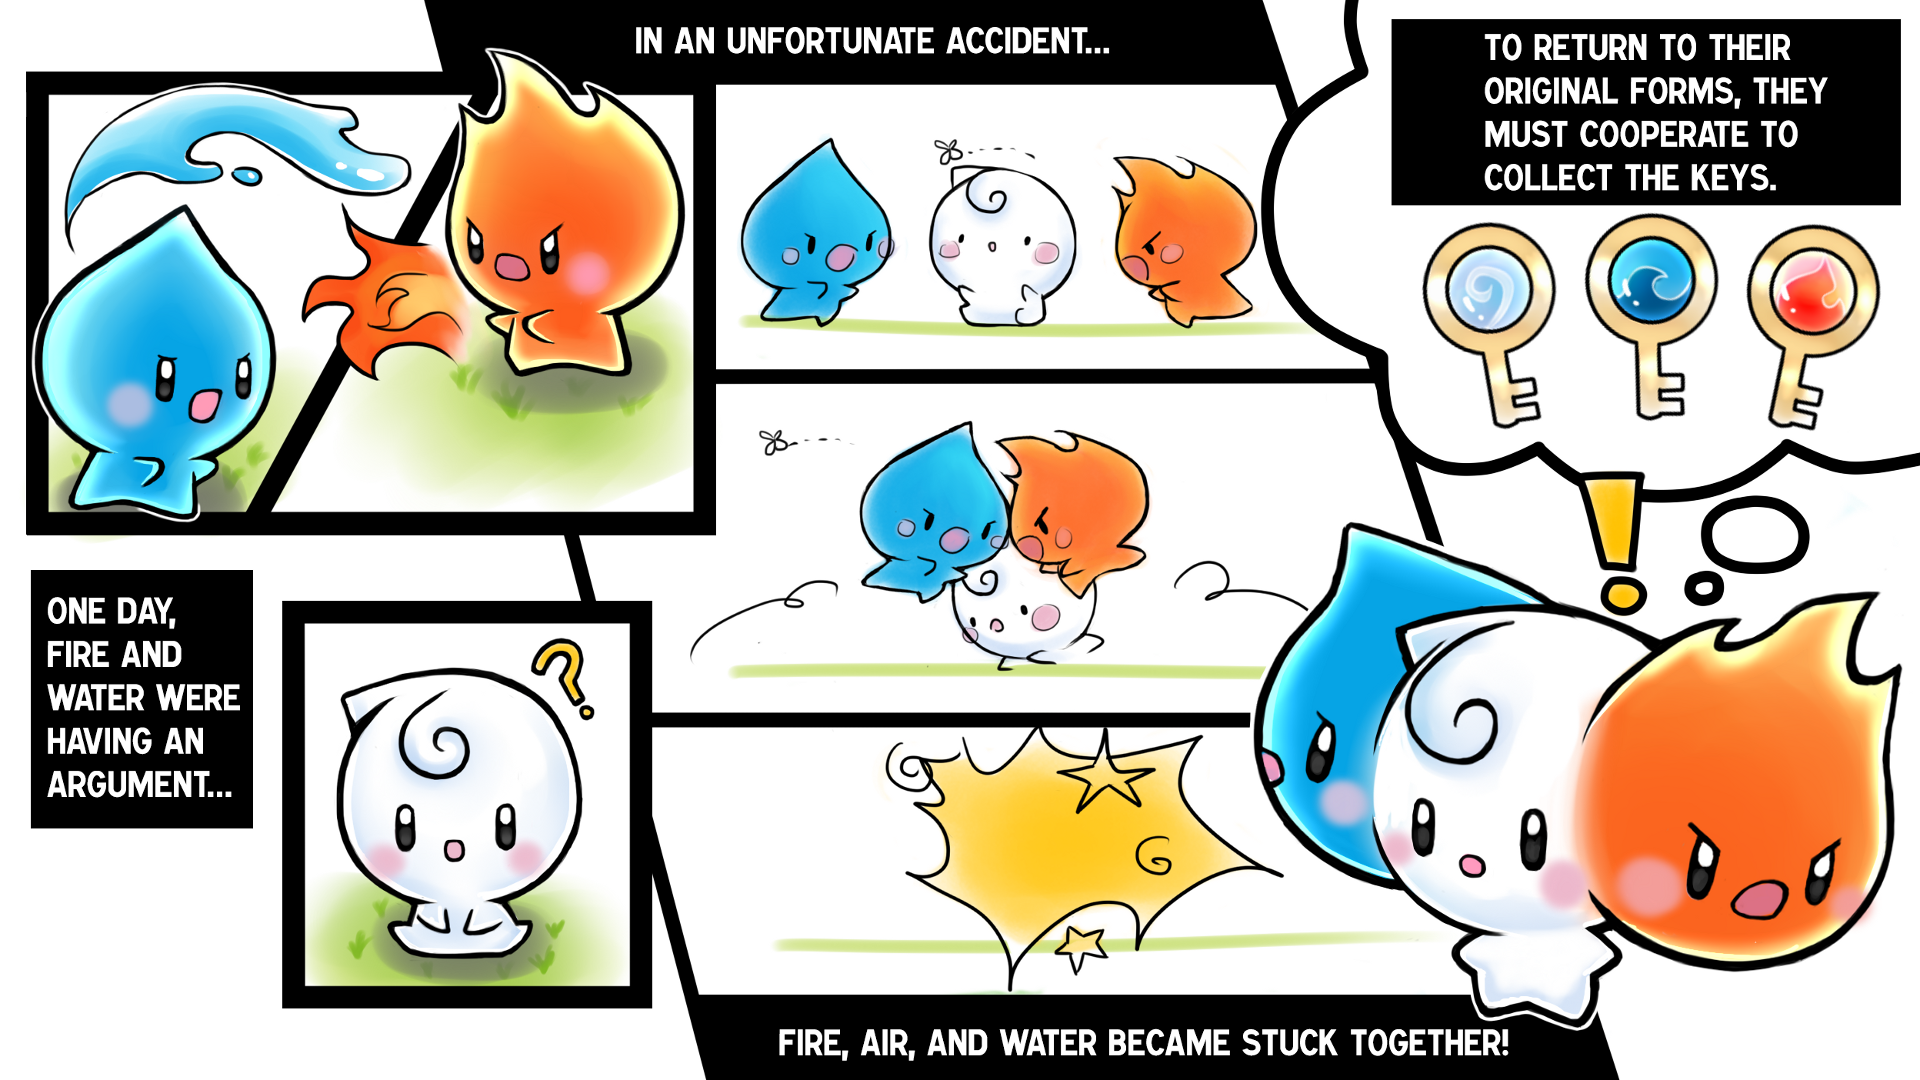 ONE DAY,
FIRE AND
WATER WERE
HAVING AN
ARGUMENT...
?
IN AN UNFORTUNATE ACCIDENT...
FIRE, AIR, AND WATER BECAME STUCK TOGETHER!
TO RETURN TO THEIR
ORIGINAL FORMS, THEY
MUST COOPERATE TO
COLLECT THE KEYS.
!